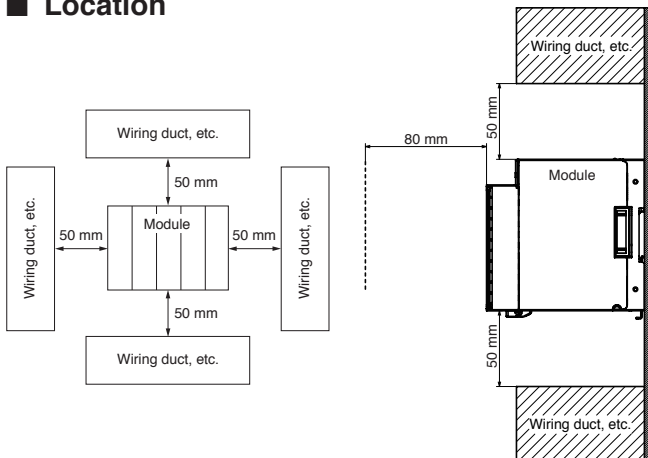 ■ Location
Wiring duct, etc.
50 mm
Wiring duct, etc.
50 mm
Module
50 mm
Wiring duct, etc.
50 mm
Wiring duct, etc.
Wiring duct, etc.
50 mm
80 mm
Module
50 mm
Wiring duct, etc.